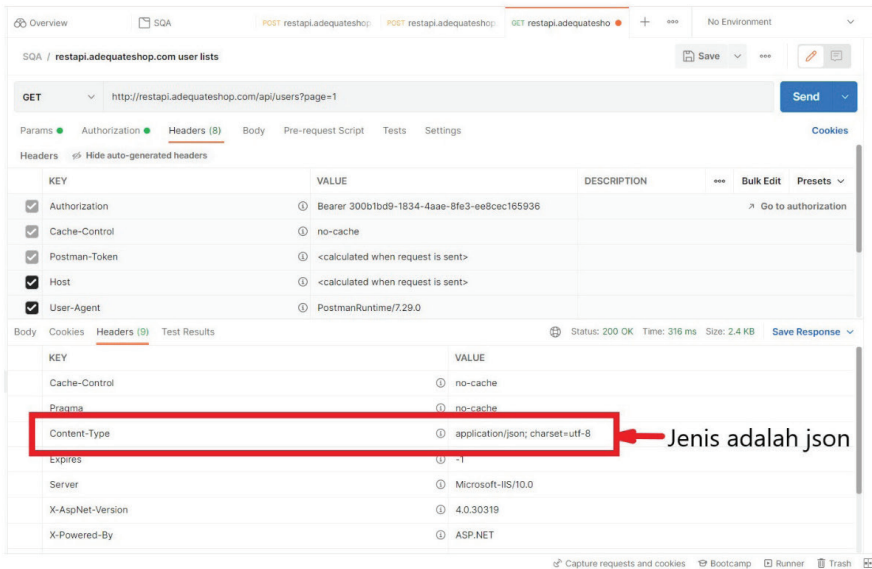 Overview SQA POST restapi.adequateshop POST restapi.adequateshop GET restapi.adequatesho No Environment
SQA / restapi.adequateshop.com user lists Save
GET http://restapi.adequateshop.com/api/users?page=1 Send
Params Authorization Headers (8) Body Pre-request Script Tests Settings Cookies
Headers Hide auto-generated headers
KEY VALUE DESCRIPTION Bulk Edit Presets
Authorization Bearer 300b1bd9-1834-4aae-8fe3-ee8cec165936 Go to authorization
Cache-Control no-cache
Postman-Token <calculated when request is sent>
Host <calculated when request is sent>
User-Agent PostmanRuntime/7.29.0
Body Cookies Headers (9) Test Results Status: 200 OK Time: 316 ms Size: 2.4 KB Save Response
KEY VALUE
Cache-Control no-cache
Pragma no-cache
Content-Type application/json; charset=utf-8 Jenis adalah json
Expires -1
Server Microsoft-IIS/10.0
X-AspNet-Version 4.0.30319
X-Powered-By ASP.NET
Capture requests and cookies Bootcamp Runner Trash